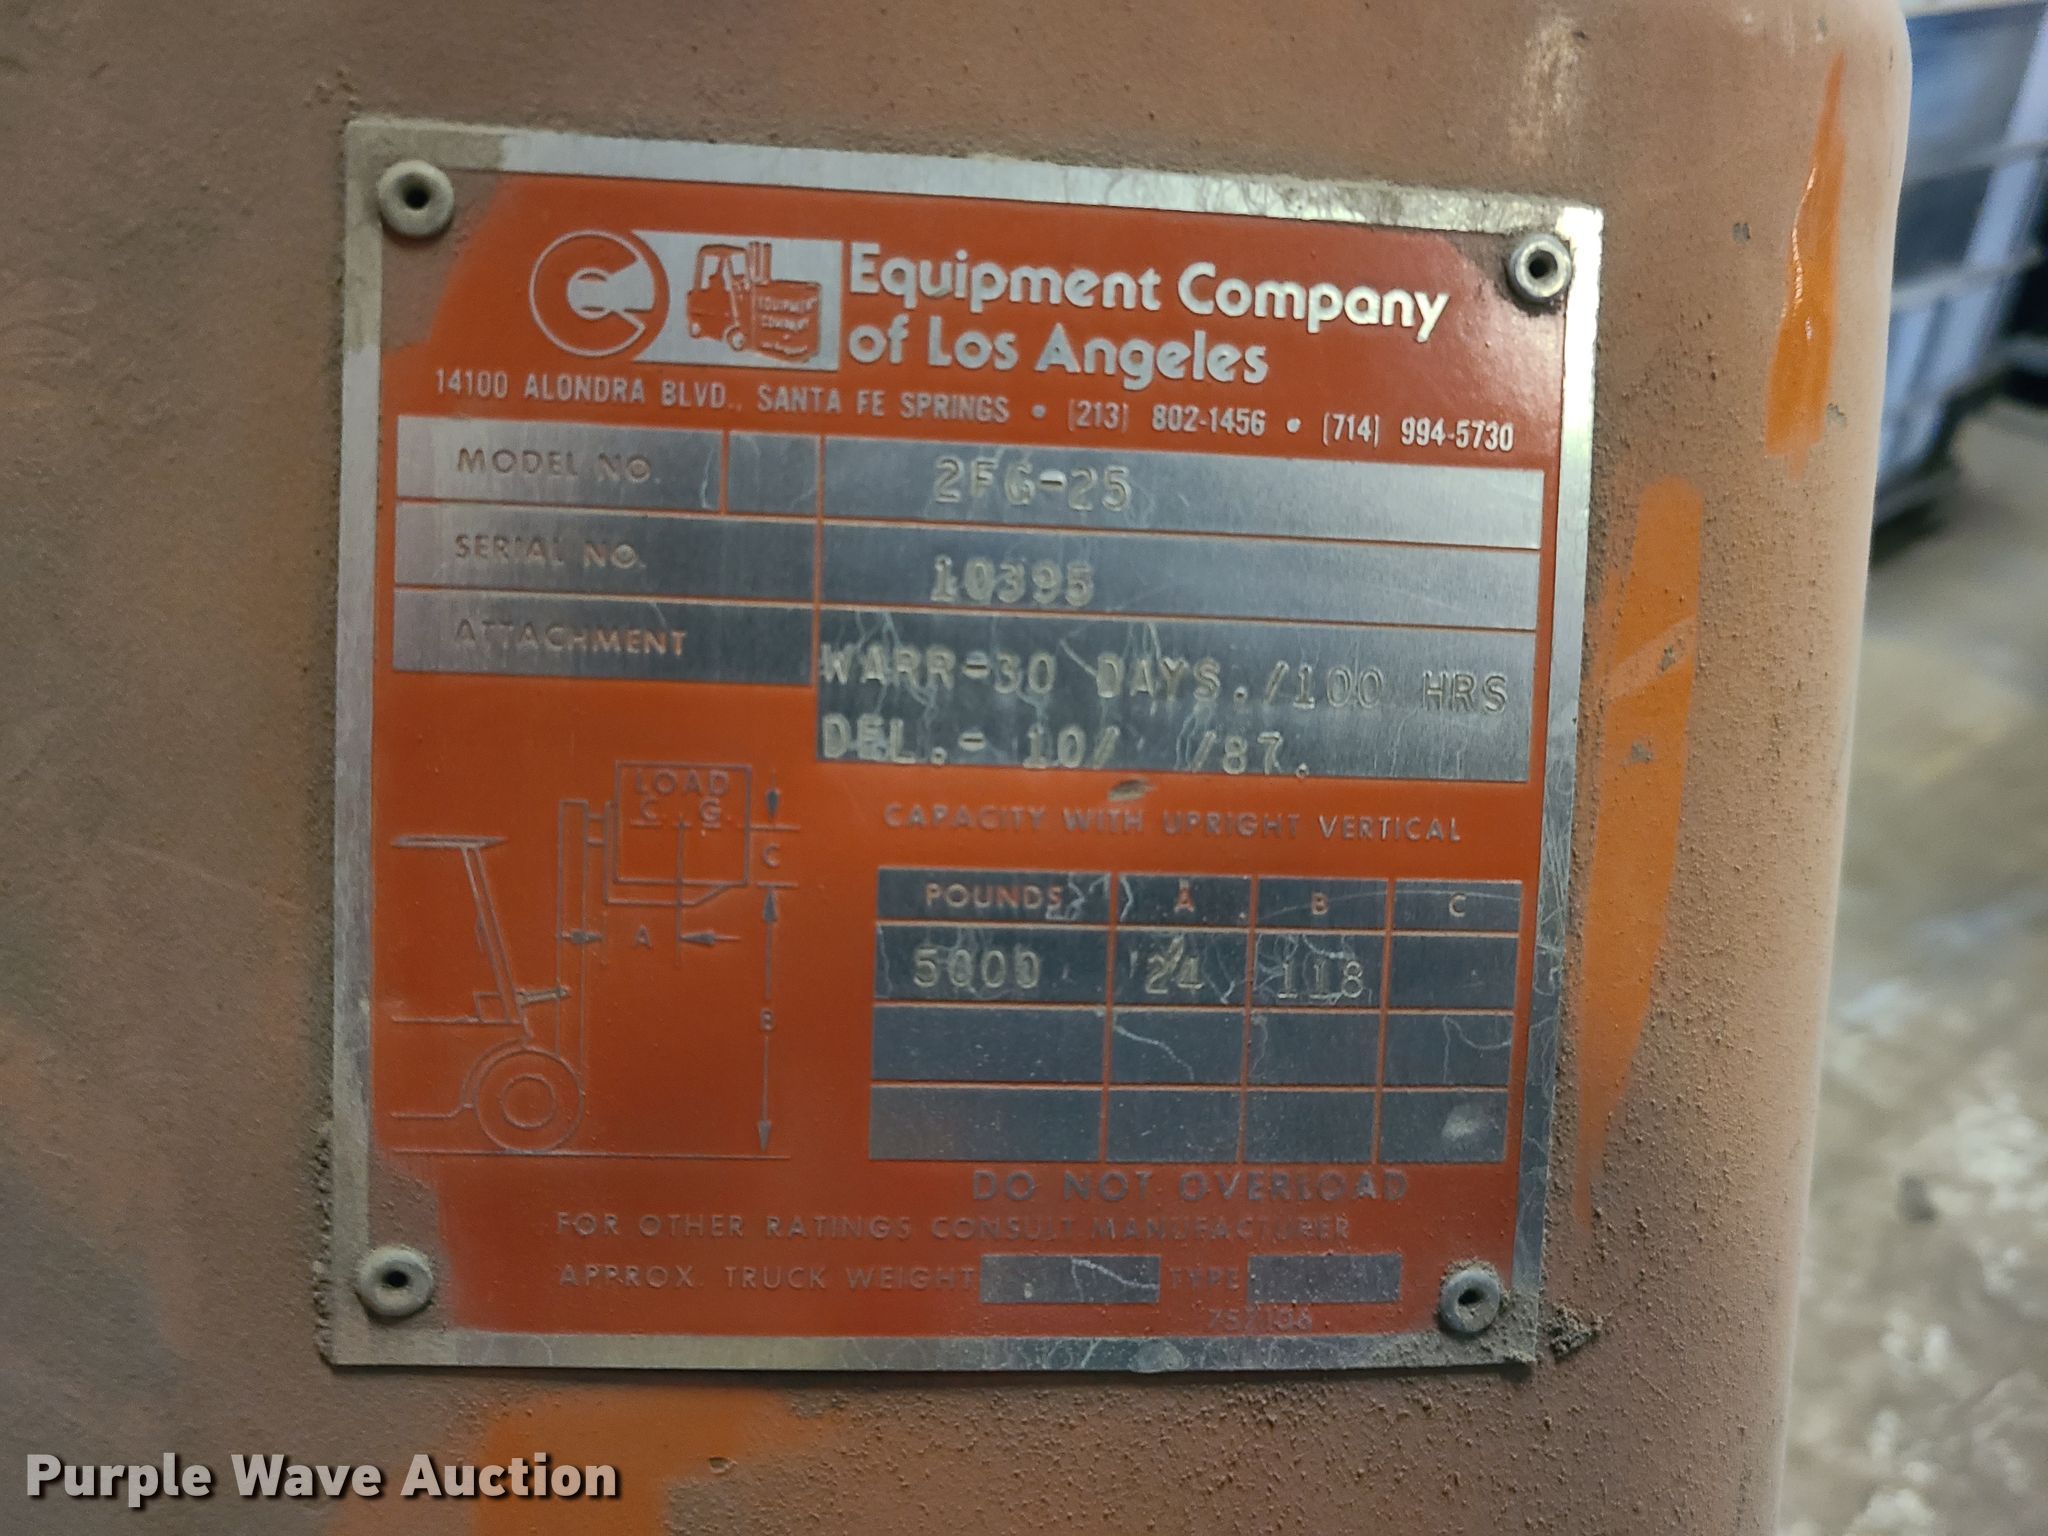 EQUIPMENT
COMPANY
Equipment Company
of Los Angeles
14100 ALONDRA BLVD., SANTA FE SPRINGS • (213) 802-1456 • (714) 994-5730
MODEL NO. 2FG-25
SERIAL NO. 10395
ATTACHMENT WARR-30 DAYS./100 HRS
DEL.- 10/ /87.
LOAD
C G
C
A
B
CAPACITY WITH UPRIGHT VERTICAL
POUNDS A B C
5000 24 118
DO NOT OVERLOAD
FOR OTHER RATINGS CONSULT MANUFACTURER
APPROX. TRUCK WEIGHT TYPE
Purple Wave Auction